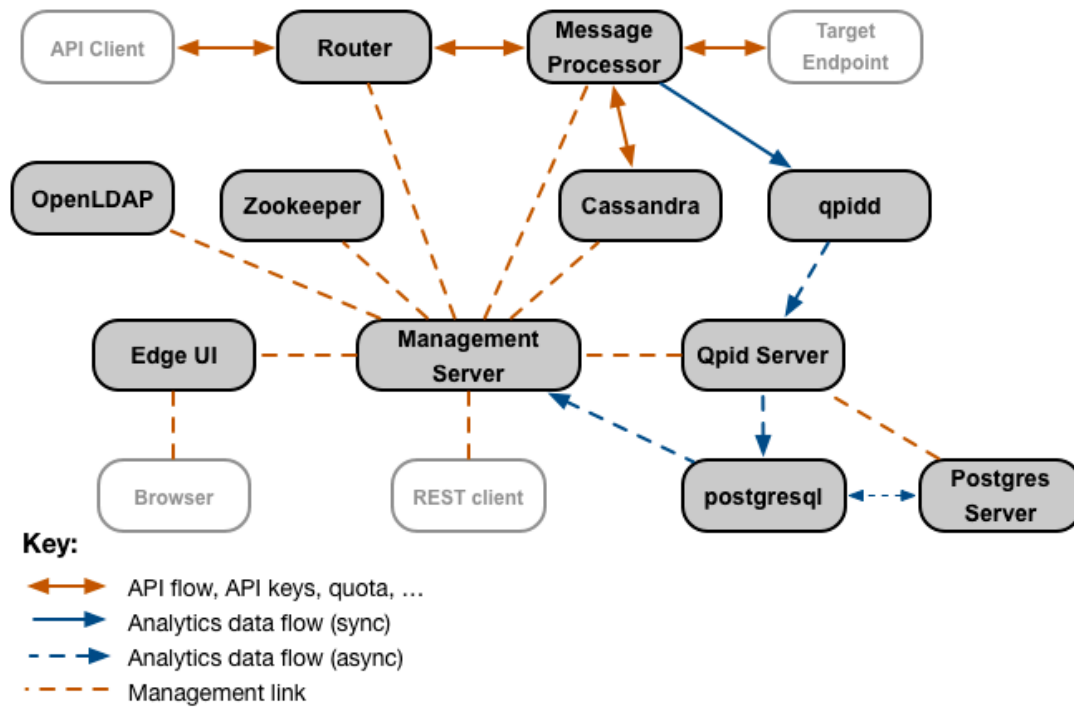 API Client
Router
Message
Processor
Target
Endpoint
OpenLDAP
Zookeeper
Cassandra
qpidd
Edge UI
Management
Server
Qpid Server
Browser
REST client
postgresql
Postgres
Server
Key:
API flow, API keys, quota, …
Analytics data flow (sync)
Analytics data flow (async)
Management link